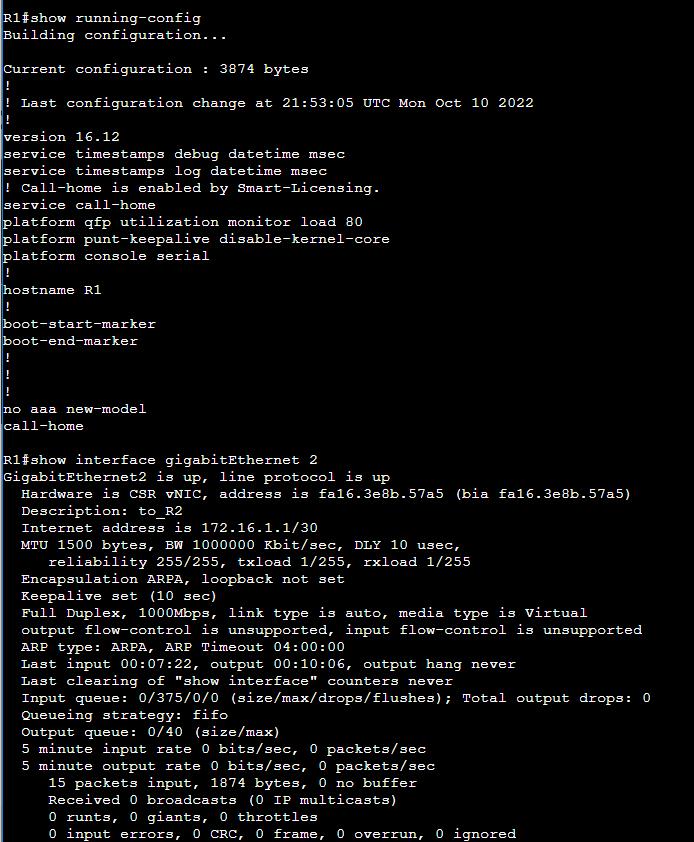 R1#show running-config
Building configuration...
Current configuration : 3874 bytes
!
! Last configuration change at 21:53:05 UTC Mon Oct 10 2022
!
version 16.12
service timestamps debug datetime msec
service timestamps log datetime msec
! Call-home is enabled by Smart-Licensing.
service call-home
platform qfp utilization monitor load 80
platform punt-keepalive disable-kernel-core
platform console serial
!
hostname R1
!
boot-start-marker
boot-end-marker
!
!
!
no aaa new-model
call-home
R1#show interface gigabitEthernet 2
GigabitEthernet2 is up, line protocol is up
  Hardware is CSR vNIC, address is fa16.3e8b.57a5 (bia fa16.3e8b.57a5)
  Description: to_R2
  Internet address is 172.16.1.1/30
  MTU 1500 bytes, BW 1000000 Kbit/sec, DLY 10 usec,
     reliability 255/255, txload 1/255, rxload 1/255
  Encapsulation ARPA, loopback not set
  Keepalive set (10 sec)
  Full Duplex, 1000Mbps, link type is auto, media type is Virtual
  output flow-control is unsupported, input flow-control is unsupported
  ARP type: ARPA, ARP Timeout 04:00:00
  Last input 00:07:22, output 00:10:06, output hang never
  Last clearing of "show interface" counters never
  Input queue: 0/375/0/0 (size/max/drops/flushes); Total output drops: 0
  Queueing strategy: fifo
  Output queue: 0/40 (size/max)
  5 minute input rate 0 bits/sec, 0 packets/sec
  5 minute output rate 0 bits/sec, 0 packets/sec
     15 packets input, 1874 bytes, 0 no buffer
     Received 0 broadcasts (0 IP multicasts)
     0 runts, 0 giants, 0 throttles
     0 input errors, 0 CRC, 0 frame, 0 overrun, 0 ignored